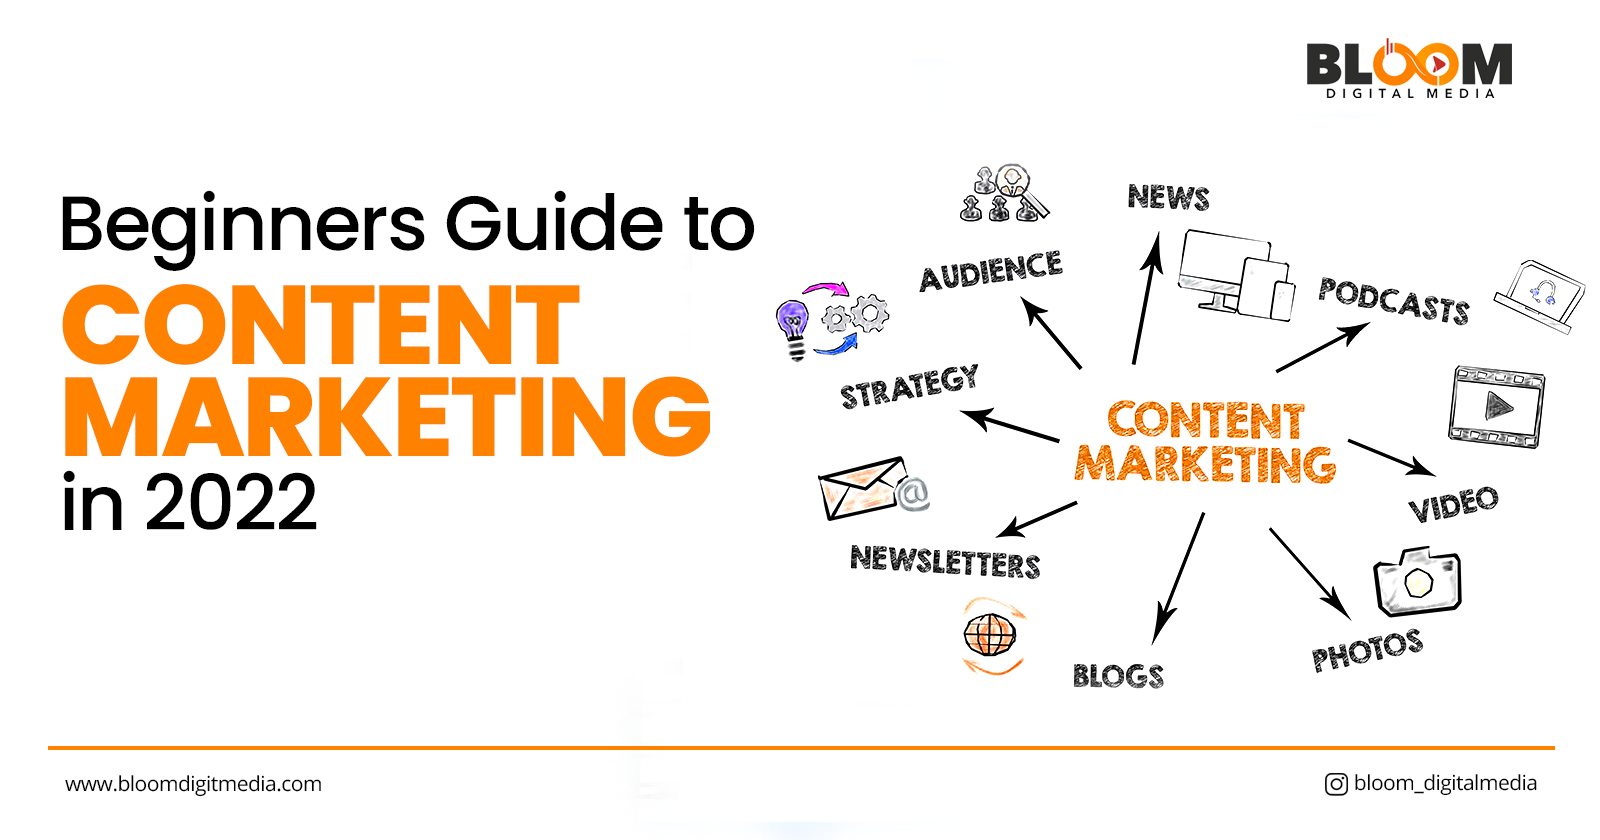 BLOOM
DIGITAL MEDIA
Beginners Guide to
CONTENT
MARKETING
in 2022
NEWS
AUDIENCE
PODCASTS
STRATEGY
CONTENT
MARKETING
VIDEO
NEWSLETTERS
@
PHOTOS
BLOGS
www.bloomdigitmedia.com
bloom_digitalmedia